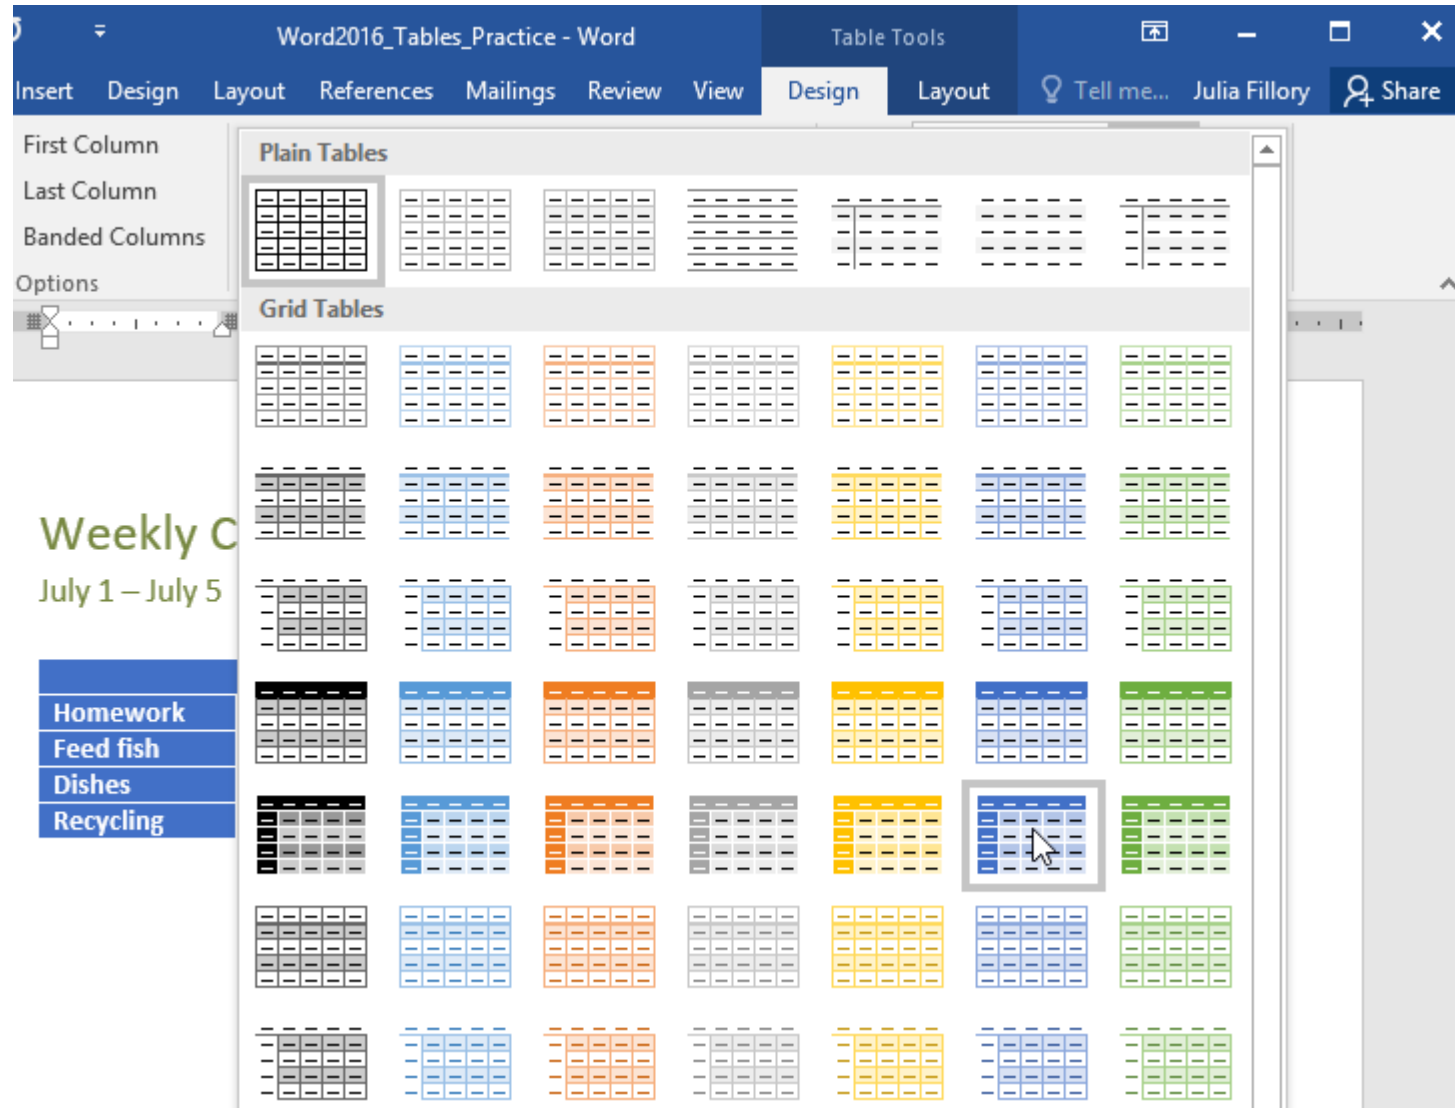 Word2016_Tables_Practice - Word
Table Tools
Insert Design Layout References Mailings Review View Design Layout Tell me... Julia Fillory Share
First Column
Last Column
Banded Columns
Options
Plain Tables
Grid Tables
Weekly C
July 1 – July 5
Homework
Feed fish
Dishes
Recycling